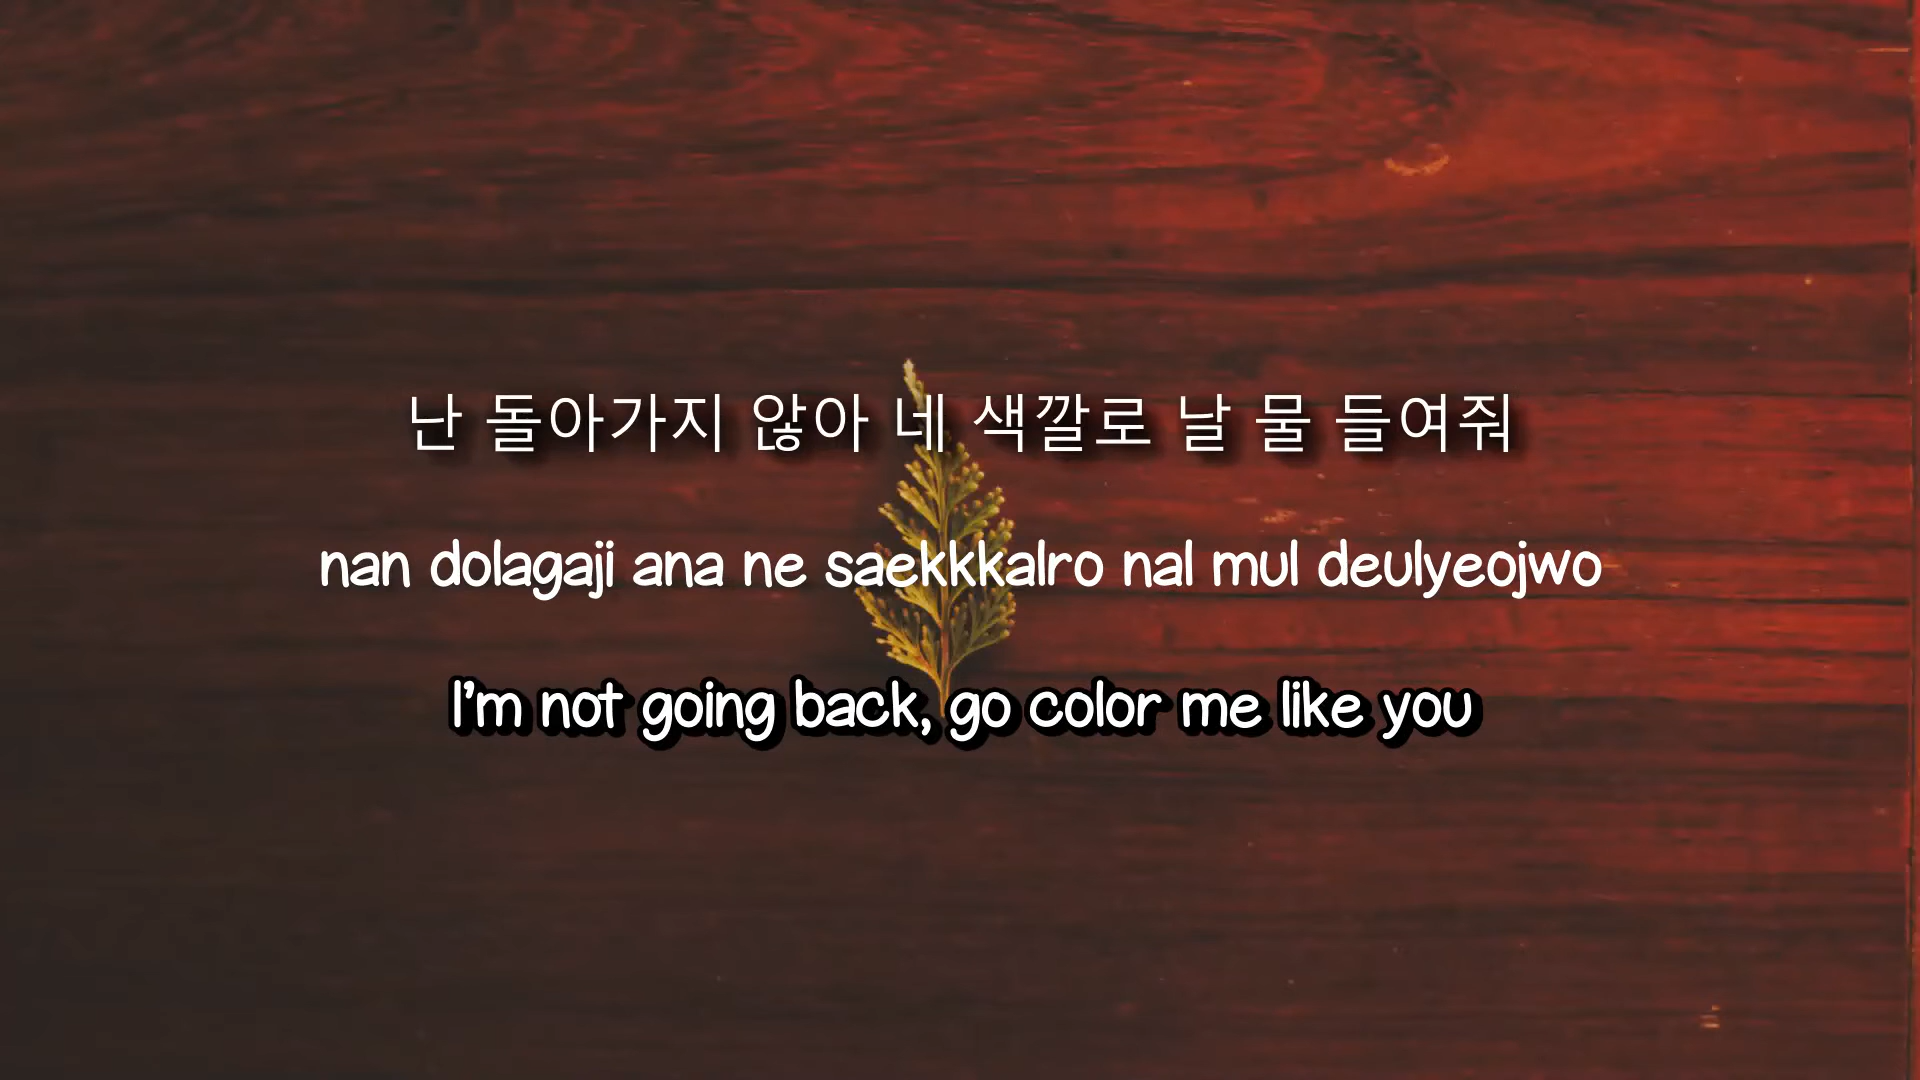 난 돌아가지 않아 네 색깔로 날 물 들여줘
nan dolagaji ana ne saekkkalro nal mul deulyeojwo
I'm not going back, go color me like you